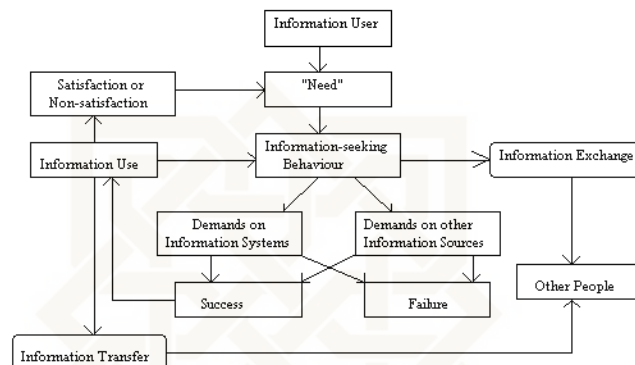 Information User
Satisfaction or
Non-satisfaction
"Need"
Information Use
Information-seeking
Behaviour
Information Exchange
Demands on
Information Systems
Demands on other
Information Sources
Success
Failure
Other People
Information Transfer